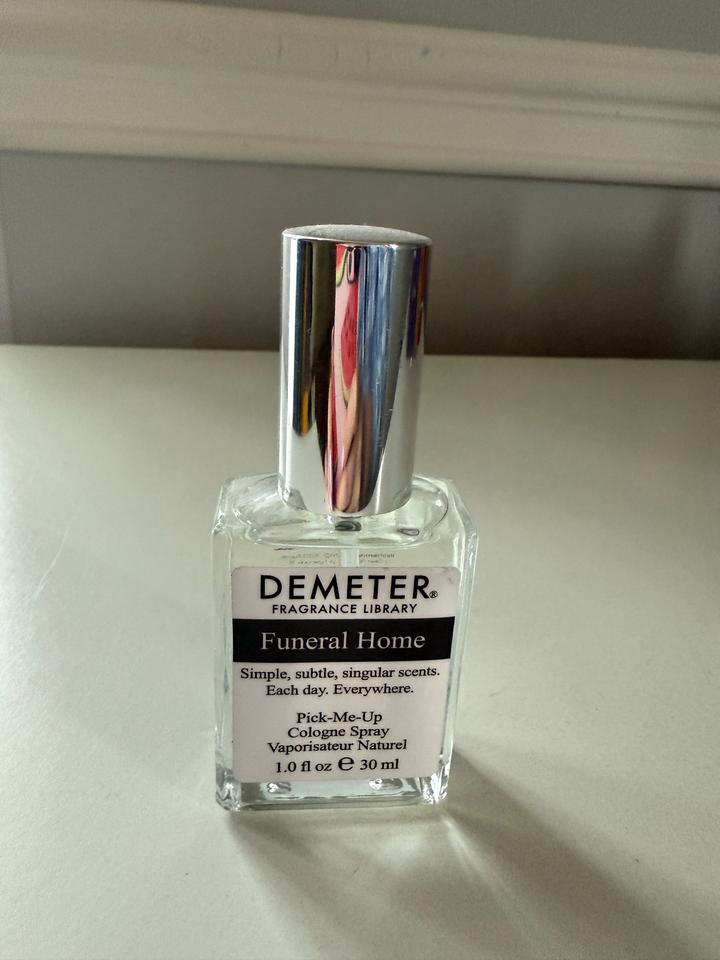 DEMETER®
FRAGRANCE LIBRARY
Funeral Home
Simple, subtle, singular scents.
Each day. Everywhere.
Pick-Me-Up
Cologne Spray
Vaporisateur Naturel
1.0 fl oz e 30 ml